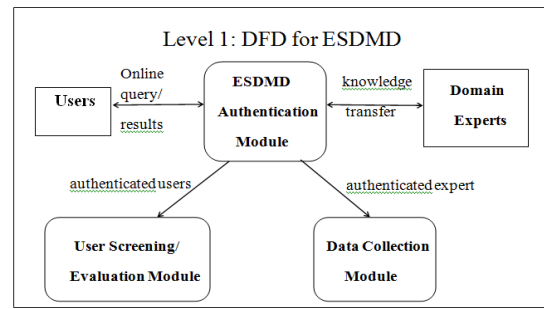 Level 1: DFD for ESDMD
Online
query/
results
Users
ESDMD
Authentication
Module
knowledge
transfer
Domain
Experts
authenticated users
authenticated expert
User Screening/
Evaluation Module
Data Collection
Module